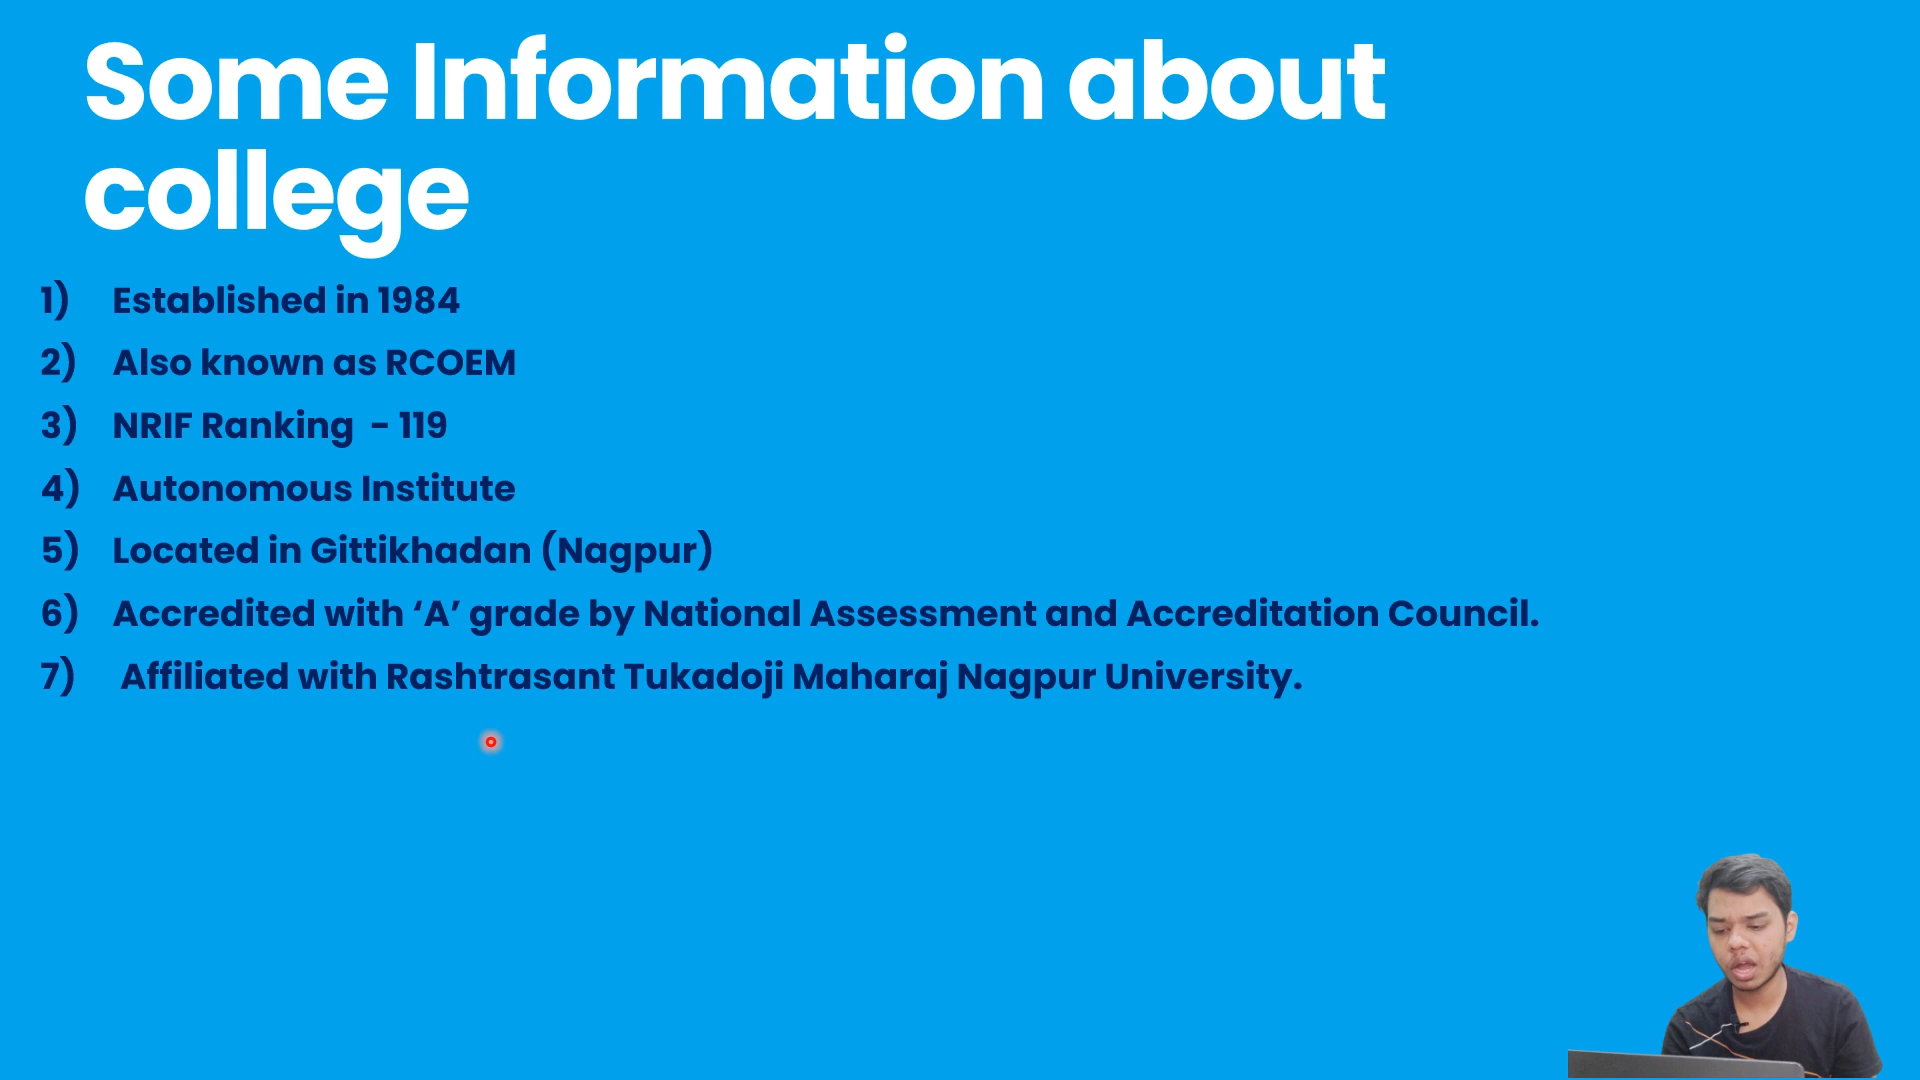 Some Information about
college
1) Established in 1984
2) Also known as RCOEM
3) NRIF Ranking - 119
4) Autonomous Institute
5) Located in Gittikhadan (Nagpur)
6) Accredited with ‘A’ grade by National Assessment and Accreditation Council.
7) Affiliated with Rashtrasant Tukadoji Maharaj Nagpur University.